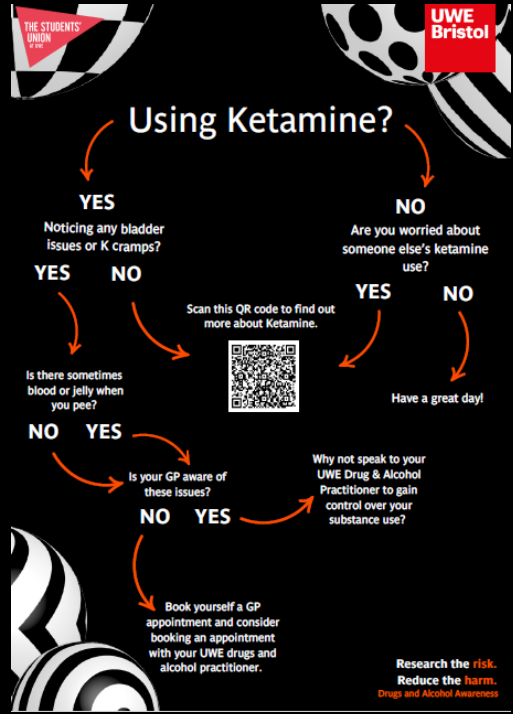 THE STUDENTS'
UNION
AT UWE
UWE
Bristol
Using Ketamine?
YES
Noticing any bladder
issues or K cramps?
YES NO
NO
Are you worried about
someone else's ketamine
use?
YES NO
Scan this QR code to find out
more about Ketamine.
Have a great day!
Is there sometimes
blood or jelly when
you pee?
NO YES
Is your GP aware of
these issues?
NO YES
Why not speak to your
UWE Drug & Alcohol
Practitioner to gain
control over your
substance use?
Book yourself a GP
appointment and consider
booking an appointment
with your UWE drugs and
alcohol practitioner.
Research the risk.
Reduce the harm.
Drugs and Alcohol Awareness